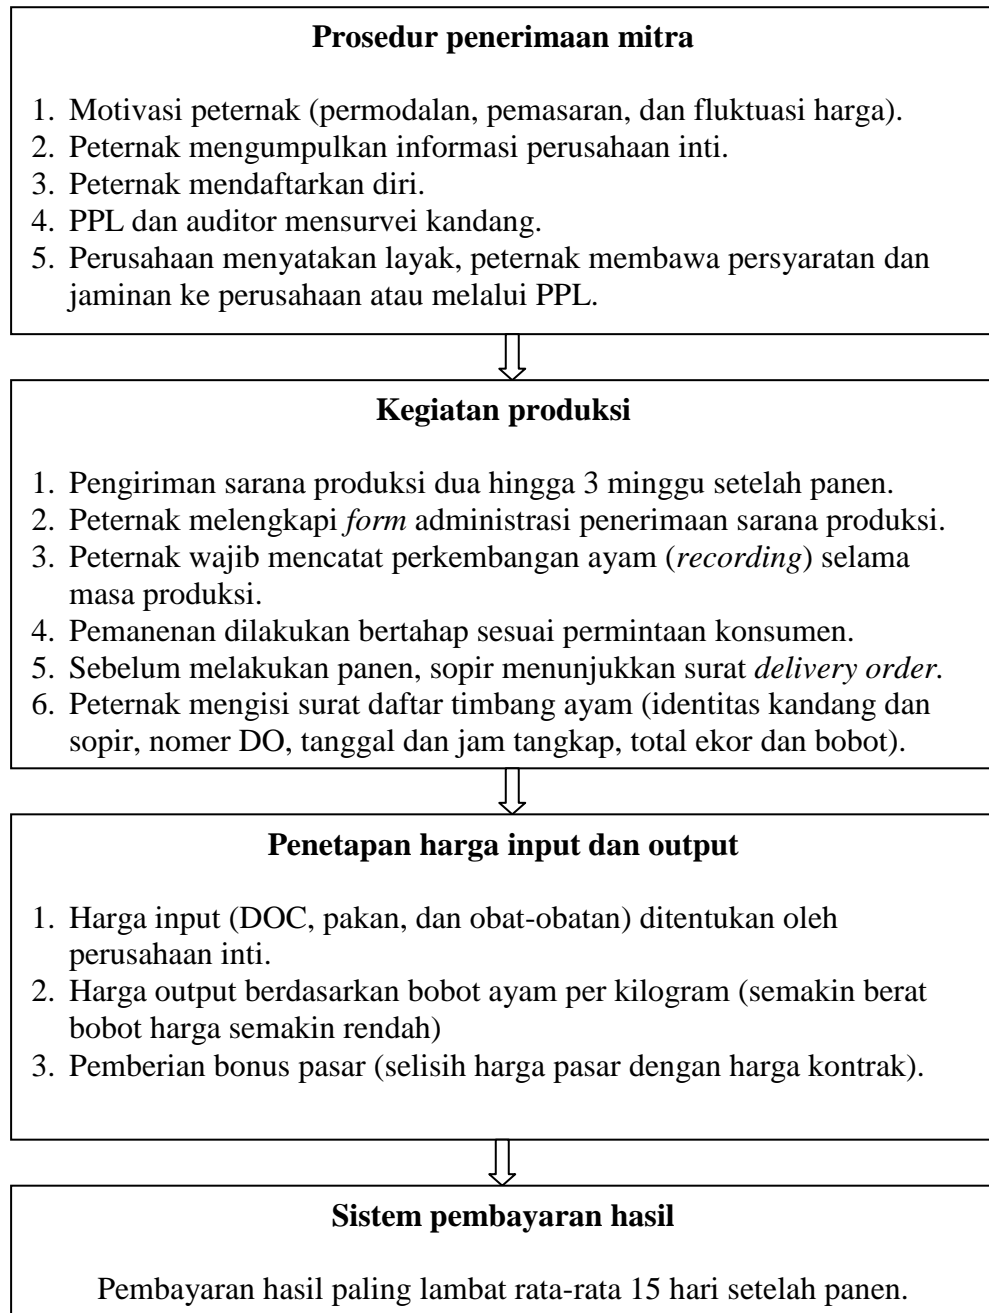 Prosedur penerimaan mitra
1. Motivasi peternak (permodalan, pemasaran, dan fluktuasi harga).
2. Peternak mengumpulkan informasi perusahaan inti.
3. Peternak mendaftarkan diri.
4. PPL dan auditor mensurvei kandang.
5. Perusahaan menyatakan layak, peternak membawa persyaratan dan
jaminan ke perusahaan atau melalui PPL.
Kegiatan produksi
1. Pengiriman sarana produksi dua hingga 3 minggu setelah panen.
2. Peternak melengkapi form administrasi penerimaan sarana produksi.
3. Peternak wajib mencatat perkembangan ayam (recording) selama
masa produksi.
4. Pemanenan dilakukan bertahap sesuai permintaan konsumen.
5. Sebelum melakukan panen, sopir menunjukkan surat delivery order.
6. Peternak mengisi surat daftar timbang ayam (identitas kandang dan
sopir, nomer DO, tanggal dan jam tangkap, total ekor dan bobot).
Penetapan harga input dan output
1. Harga input (DOC, pakan, dan obat-obatan) ditentukan oleh
perusahaan inti.
2. Harga output berdasarkan bobot ayam per kilogram (semakin berat
bobot harga semakin rendah)
3. Pemberian bonus pasar (selisih harga pasar dengan harga kontrak).
Sistem pembayaran hasil
Pembayaran hasil paling lambat rata-rata 15 hari setelah panen.